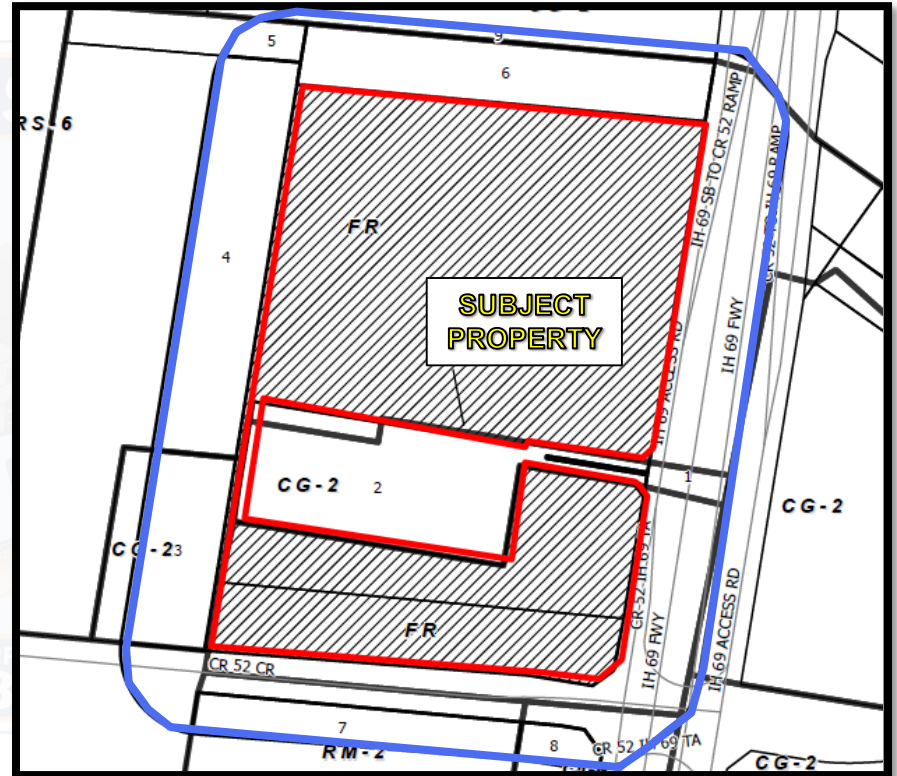 5
9
6
RS-6
IH 69 SB TO CR 52 RAMP
FR
4
SUBJECT
PROPERTY
IH 69 FWY
IH 69 ACCESS RD
1
CG-2
2
CG-2
CG-2
3
CR 52 IH 69 TA
IH 69 FWY
IH 69 ACCESS RD
FR
CR 52 CR
7
RM-2
8
CR 52 IH 69 TA
CG-2